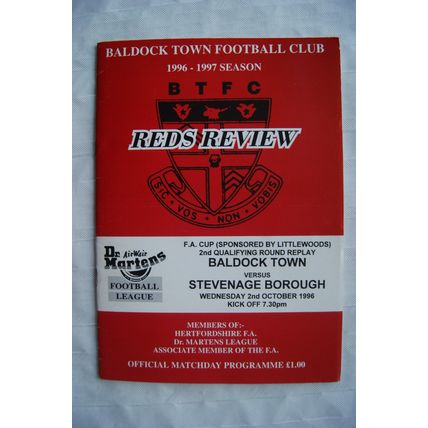 BALDOCK TOWN FOOTBALL CLUB
1996 - 1997 SEASON
B T F C
REDS REVIEW
SIC · VOS · NON · VOBIS
Dr. AirWair
Martens
FOOTBALL
LEAGUE
F.A. CUP (SPONSORED BY LITTLEWOODS)
2nd QUALIFYING ROUND REPLAY
BALDOCK TOWN
VERSUS
STEVENAGE BOROUGH
WEDNESDAY 2nd OCTOBER 1996
KICK OFF 7.30pm
MEMBERS OF:-
HERTFORDSHIRE F.A.
Dr. MARTENS LEAGUE
ASSOCIATE MEMBER OF THE F.A.
OFFICIAL MATCHDAY PROGRAMME £1.00